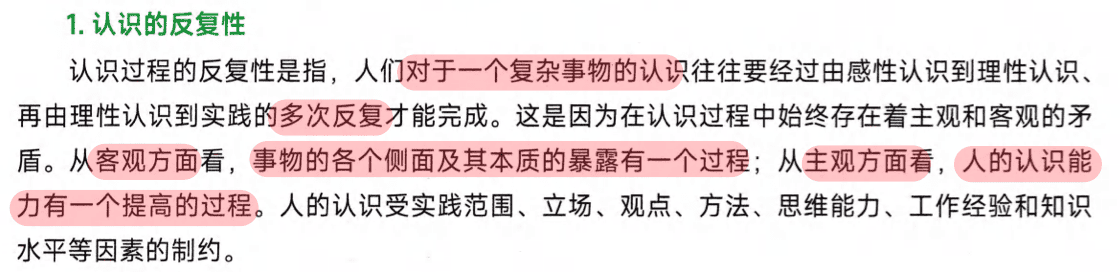 1. 认识的反复性
认识过程的反复性是指，人们对于一个复杂事物的认识往往要经过由感性认识到理性认识、
再由理性认识到实践的多次反复才能完成。这是因为在认识过程中始终存在着主观和客观的矛
盾。从客观方面看，事物的各个侧面及其本质的暴露有一个过程；从主观方面看，人的认识能
力有一个提高的过程。人的认识受实践范围、立场、观点、方法、思维能力、工作经验和知识
水平等因素的制约。